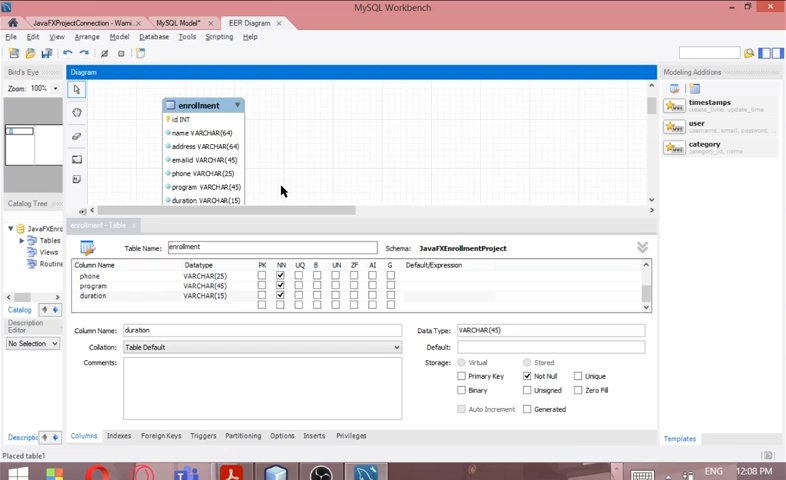 MySQL Workbench
JavaFXProjectConnection - Warni... × MySQL Model* × EER Diagram ×
File Edit View Arrange Model Database Tools Scripting Help
Bird's Eye
Zoom: 100%
Diagram
Modeling Additions
enrollment
id INT
name VARCHAR(64)
address VARCHAR(64)
emailid VARCHAR(45)
phone VARCHAR(25)
program VARCHAR(45)
duration VARCHAR(15)
timestamps
create_time, update_time
user
username, email, password...
category
category_id, name
Catalog Tree
JavaFXEnro
Tables
Views
Routine
Catalog
Description
Editor
No Selection
Descriptic
enrollment - Table ×
Table Name: enrollment Schema: JavaFXEnrollmentProject
Column Name Datatype PK NN UQ B UN ZF AI G Default/Expression
phone VARCHAR(25)
program VARCHAR(45)
duration VARCHAR(15)
Column Name: duration Data Type: VARCHAR(45)
Collation: Table Default Default:
Comments: Storage: Virtual Stored
Primary Key Not Null Unique
Binary Unsigned Zero Fill
Auto Increment Generated
Columns Indexes Foreign Keys Triggers Partitioning Options Inserts Privileges
Templates
Placed table1
ENG 12:08 PM